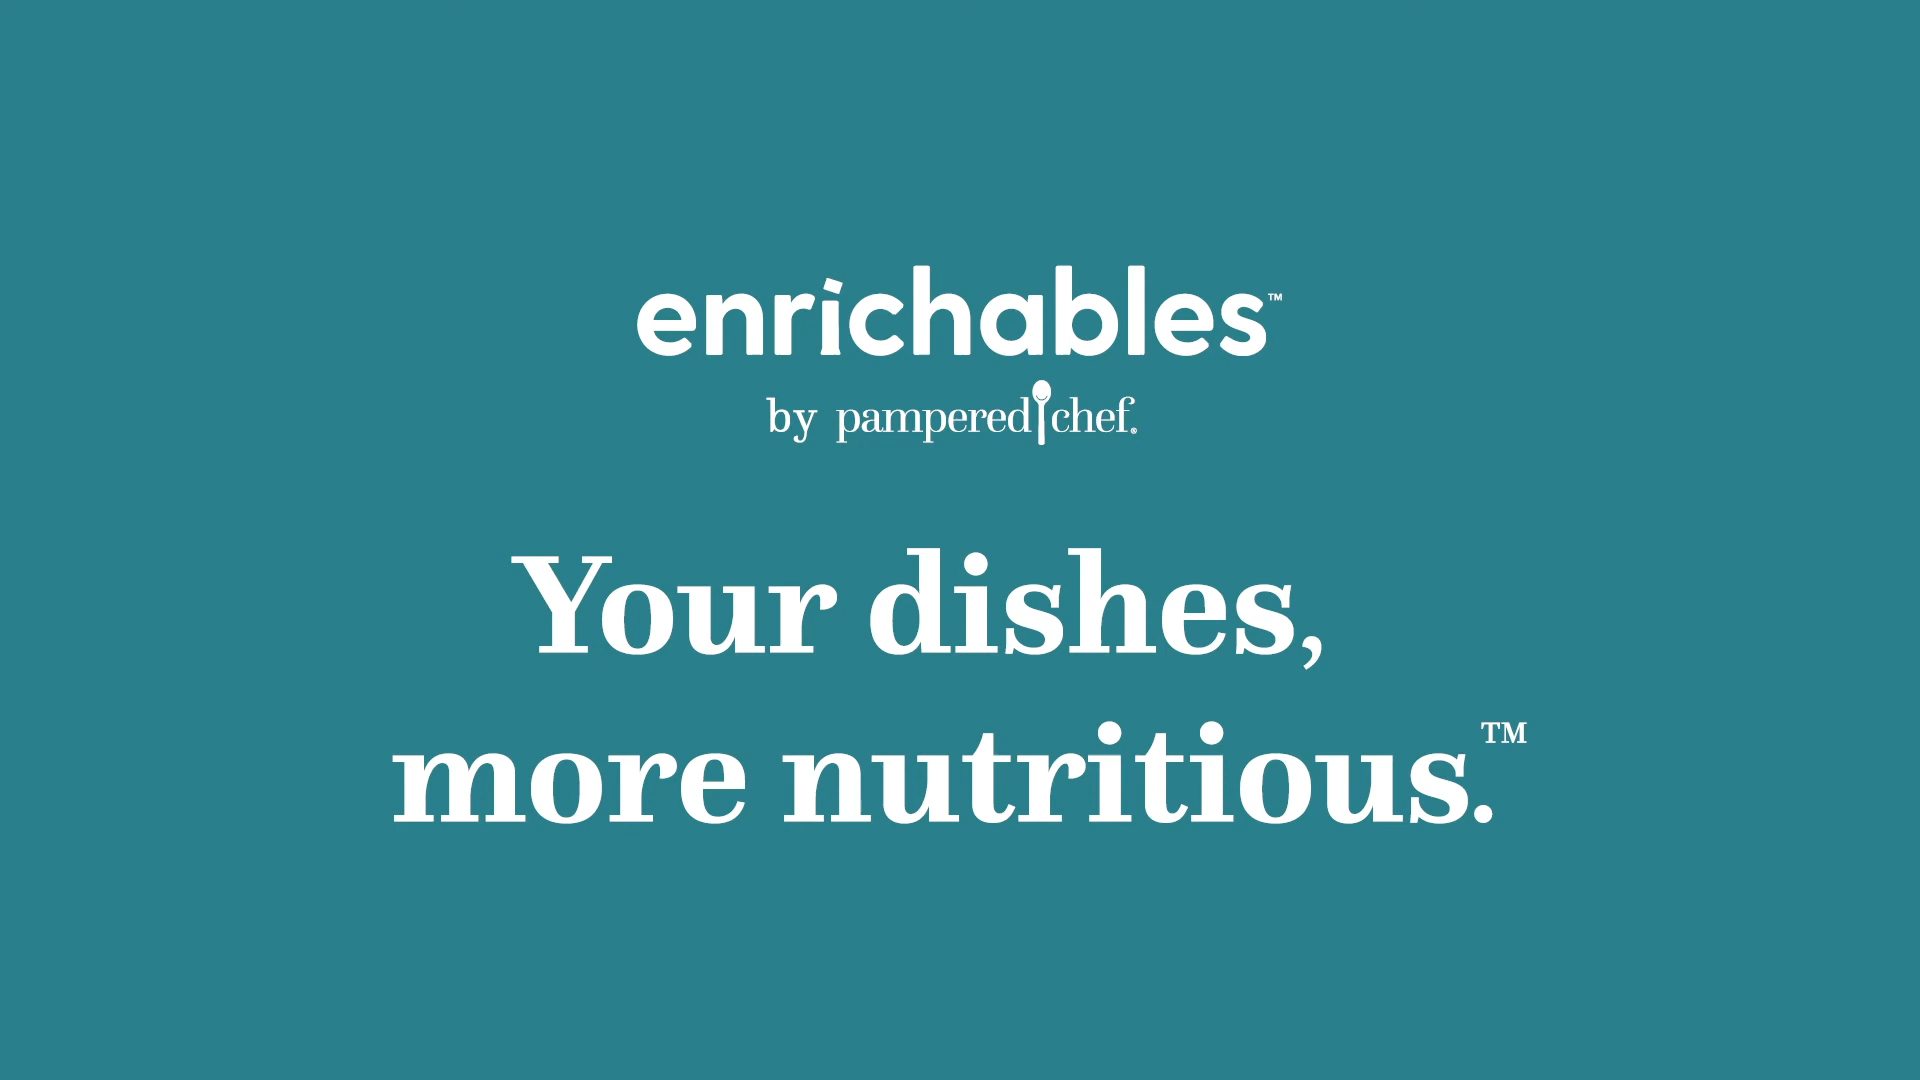 enrichables™
by pampered chef®
Your dishes,
more nutritious.™